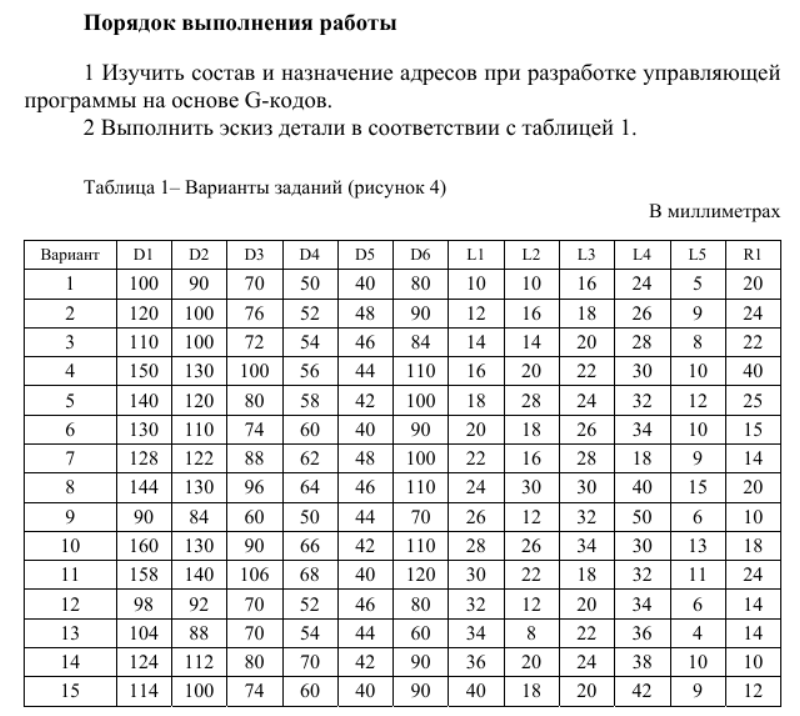 Порядок выполнения работы
1 Изучить состав и назначение адресов при разработке управляющей
программы на основе G-кодов.
2 Выполнить эскиз детали в соответствии с таблицей 1.
Таблица 1– Варианты заданий (рисунок 4)
В миллиметрах
Вариант D1 D2 D3 D4 D5 D6 L1 L2 L3 L4 L5 R1
1 100 90 70 50 40 80 10 10 16 24 5 20
2 120 100 76 52 48 90 12 16 18 26 9 24
3 110 100 72 54 46 84 14 14 20 28 8 22
4 150 130 100 56 44 110 16 20 22 30 10 40
5 140 120 80 58 42 100 18 28 24 32 12 25
6 130 110 74 60 40 90 20 18 26 34 10 15
7 128 122 88 62 48 100 22 16 28 18 9 14
8 144 130 96 64 46 110 24 30 30 40 15 20
9 90 84 60 50 44 70 26 12 32 50 6 10
10 160 130 90 66 42 110 28 26 34 30 13 18
11 158 140 106 68 40 120 30 22 18 32 11 24
12 98 92 70 52 46 80 32 12 20 34 6 14
13 104 88 70 54 44 60 34 8 22 36 4 14
14 124 112 80 70 42 90 36 20 24 38 10 10
15 114 100 74 60 40 90 40 18 20 42 9 12